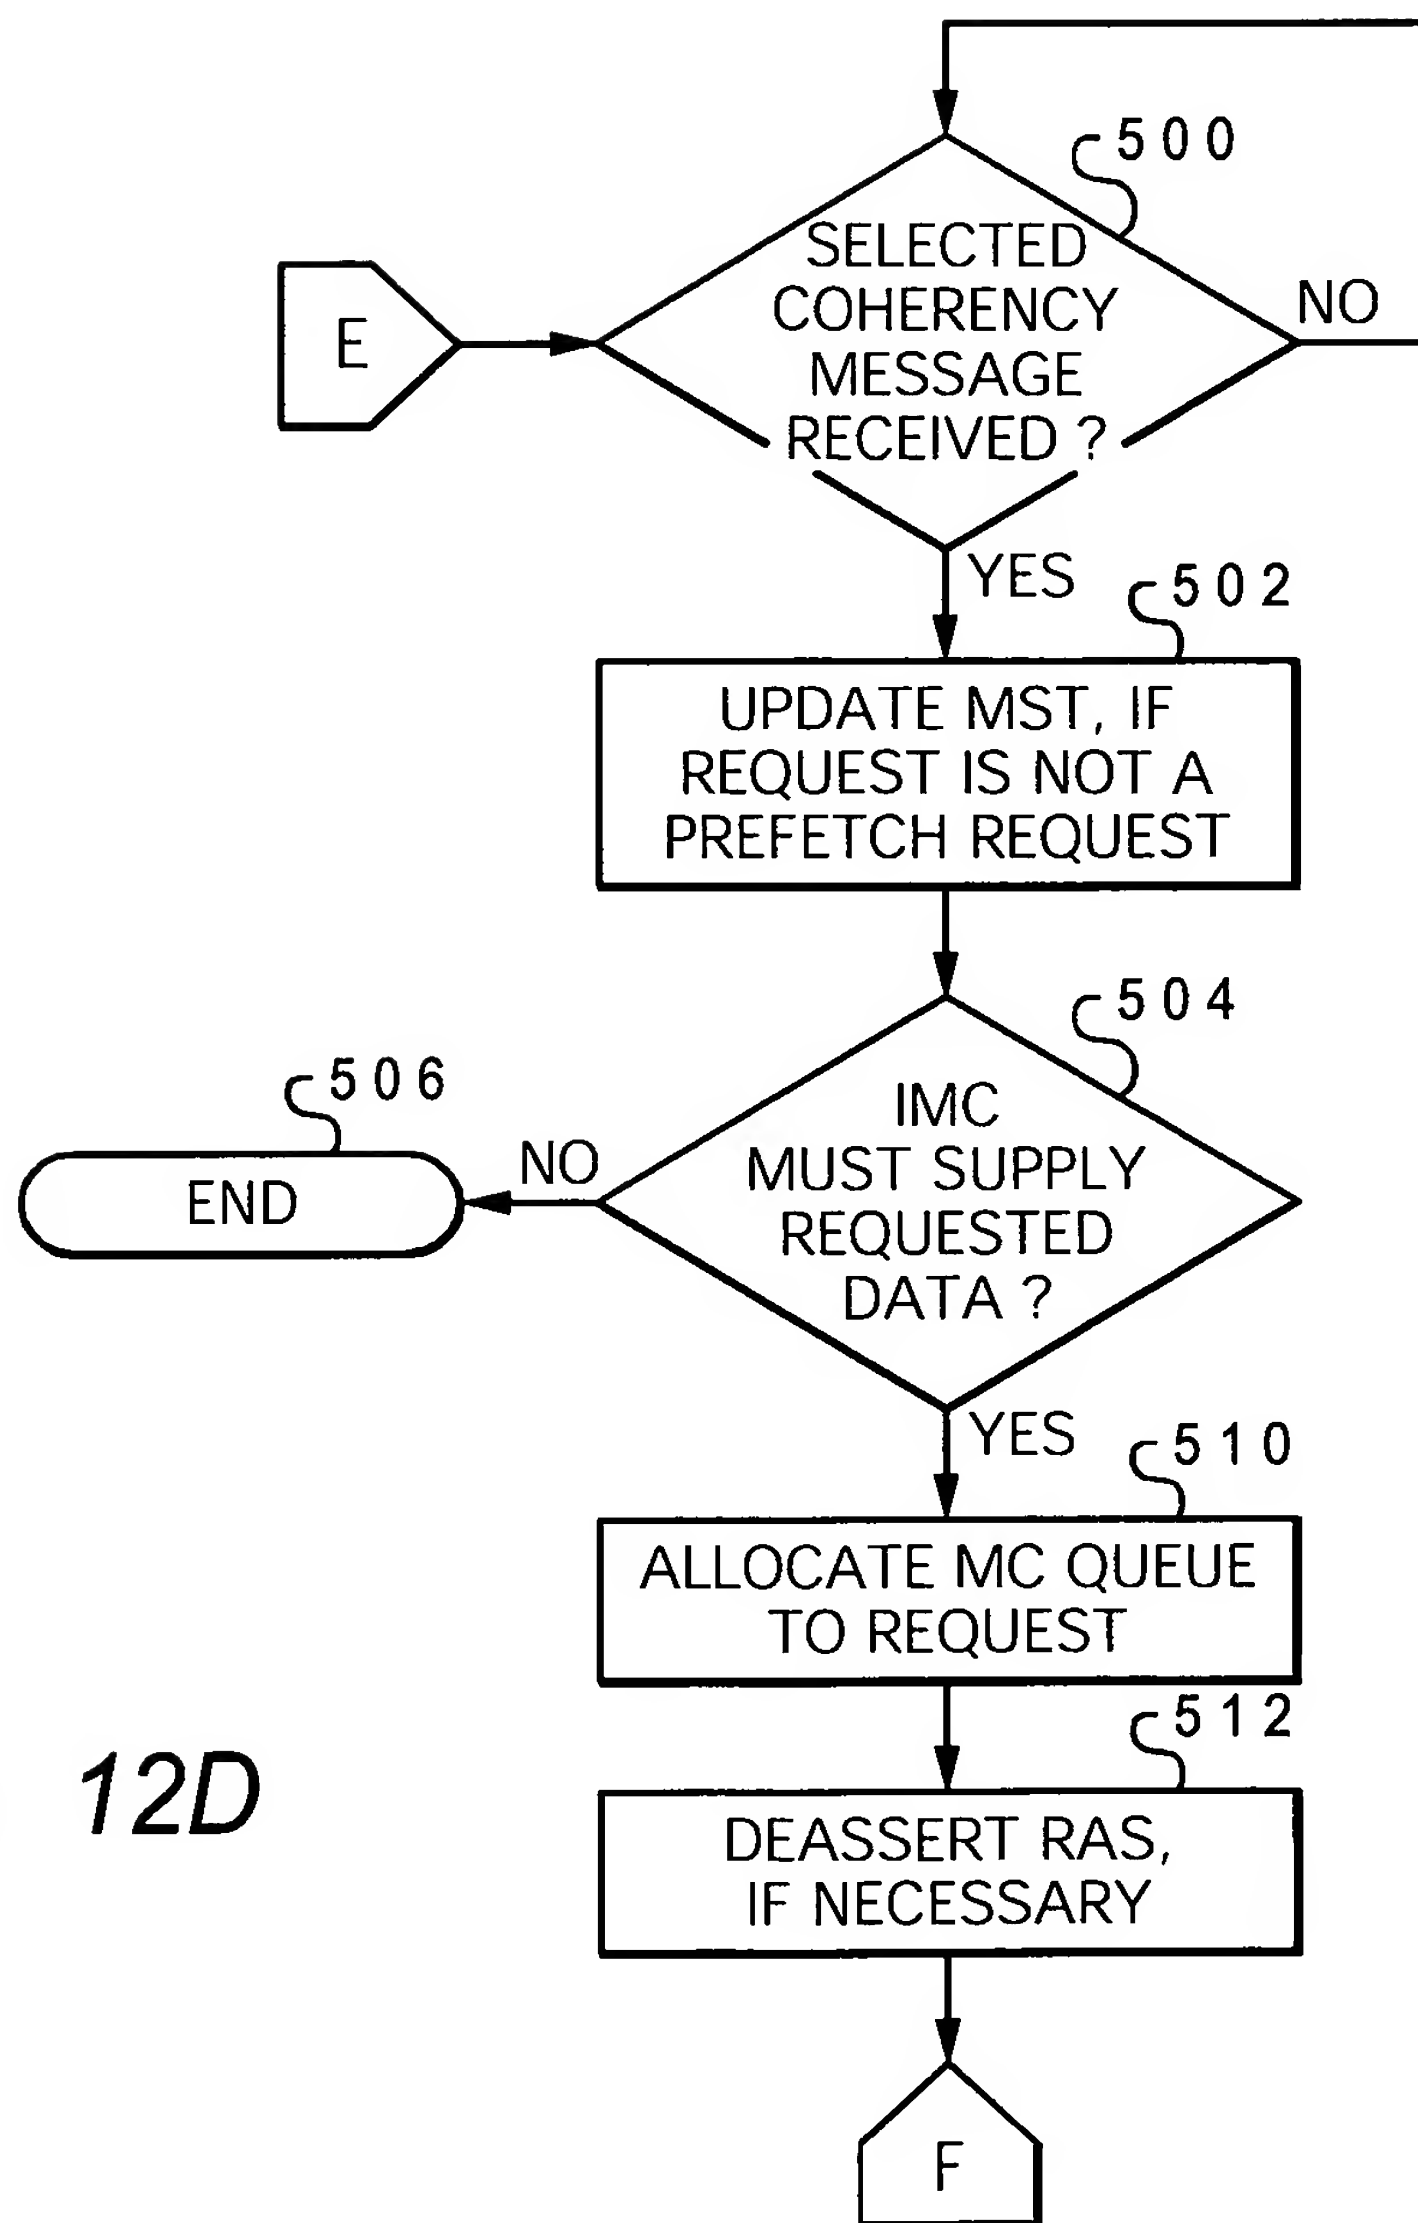 500
SELECTED
COHERENCY
MESSAGE
RECEIVED ?
E
NO
YES
502
UPDATE MST, IF
REQUEST IS NOT A
PREFETCH REQUEST
504
IMC
MUST SUPPLY
REQUESTED
DATA ?
506
NO
END
YES
510
ALLOCATE MC QUEUE
TO REQUEST
512
DEASSERT RAS,
IF NECESSARY
12D
F